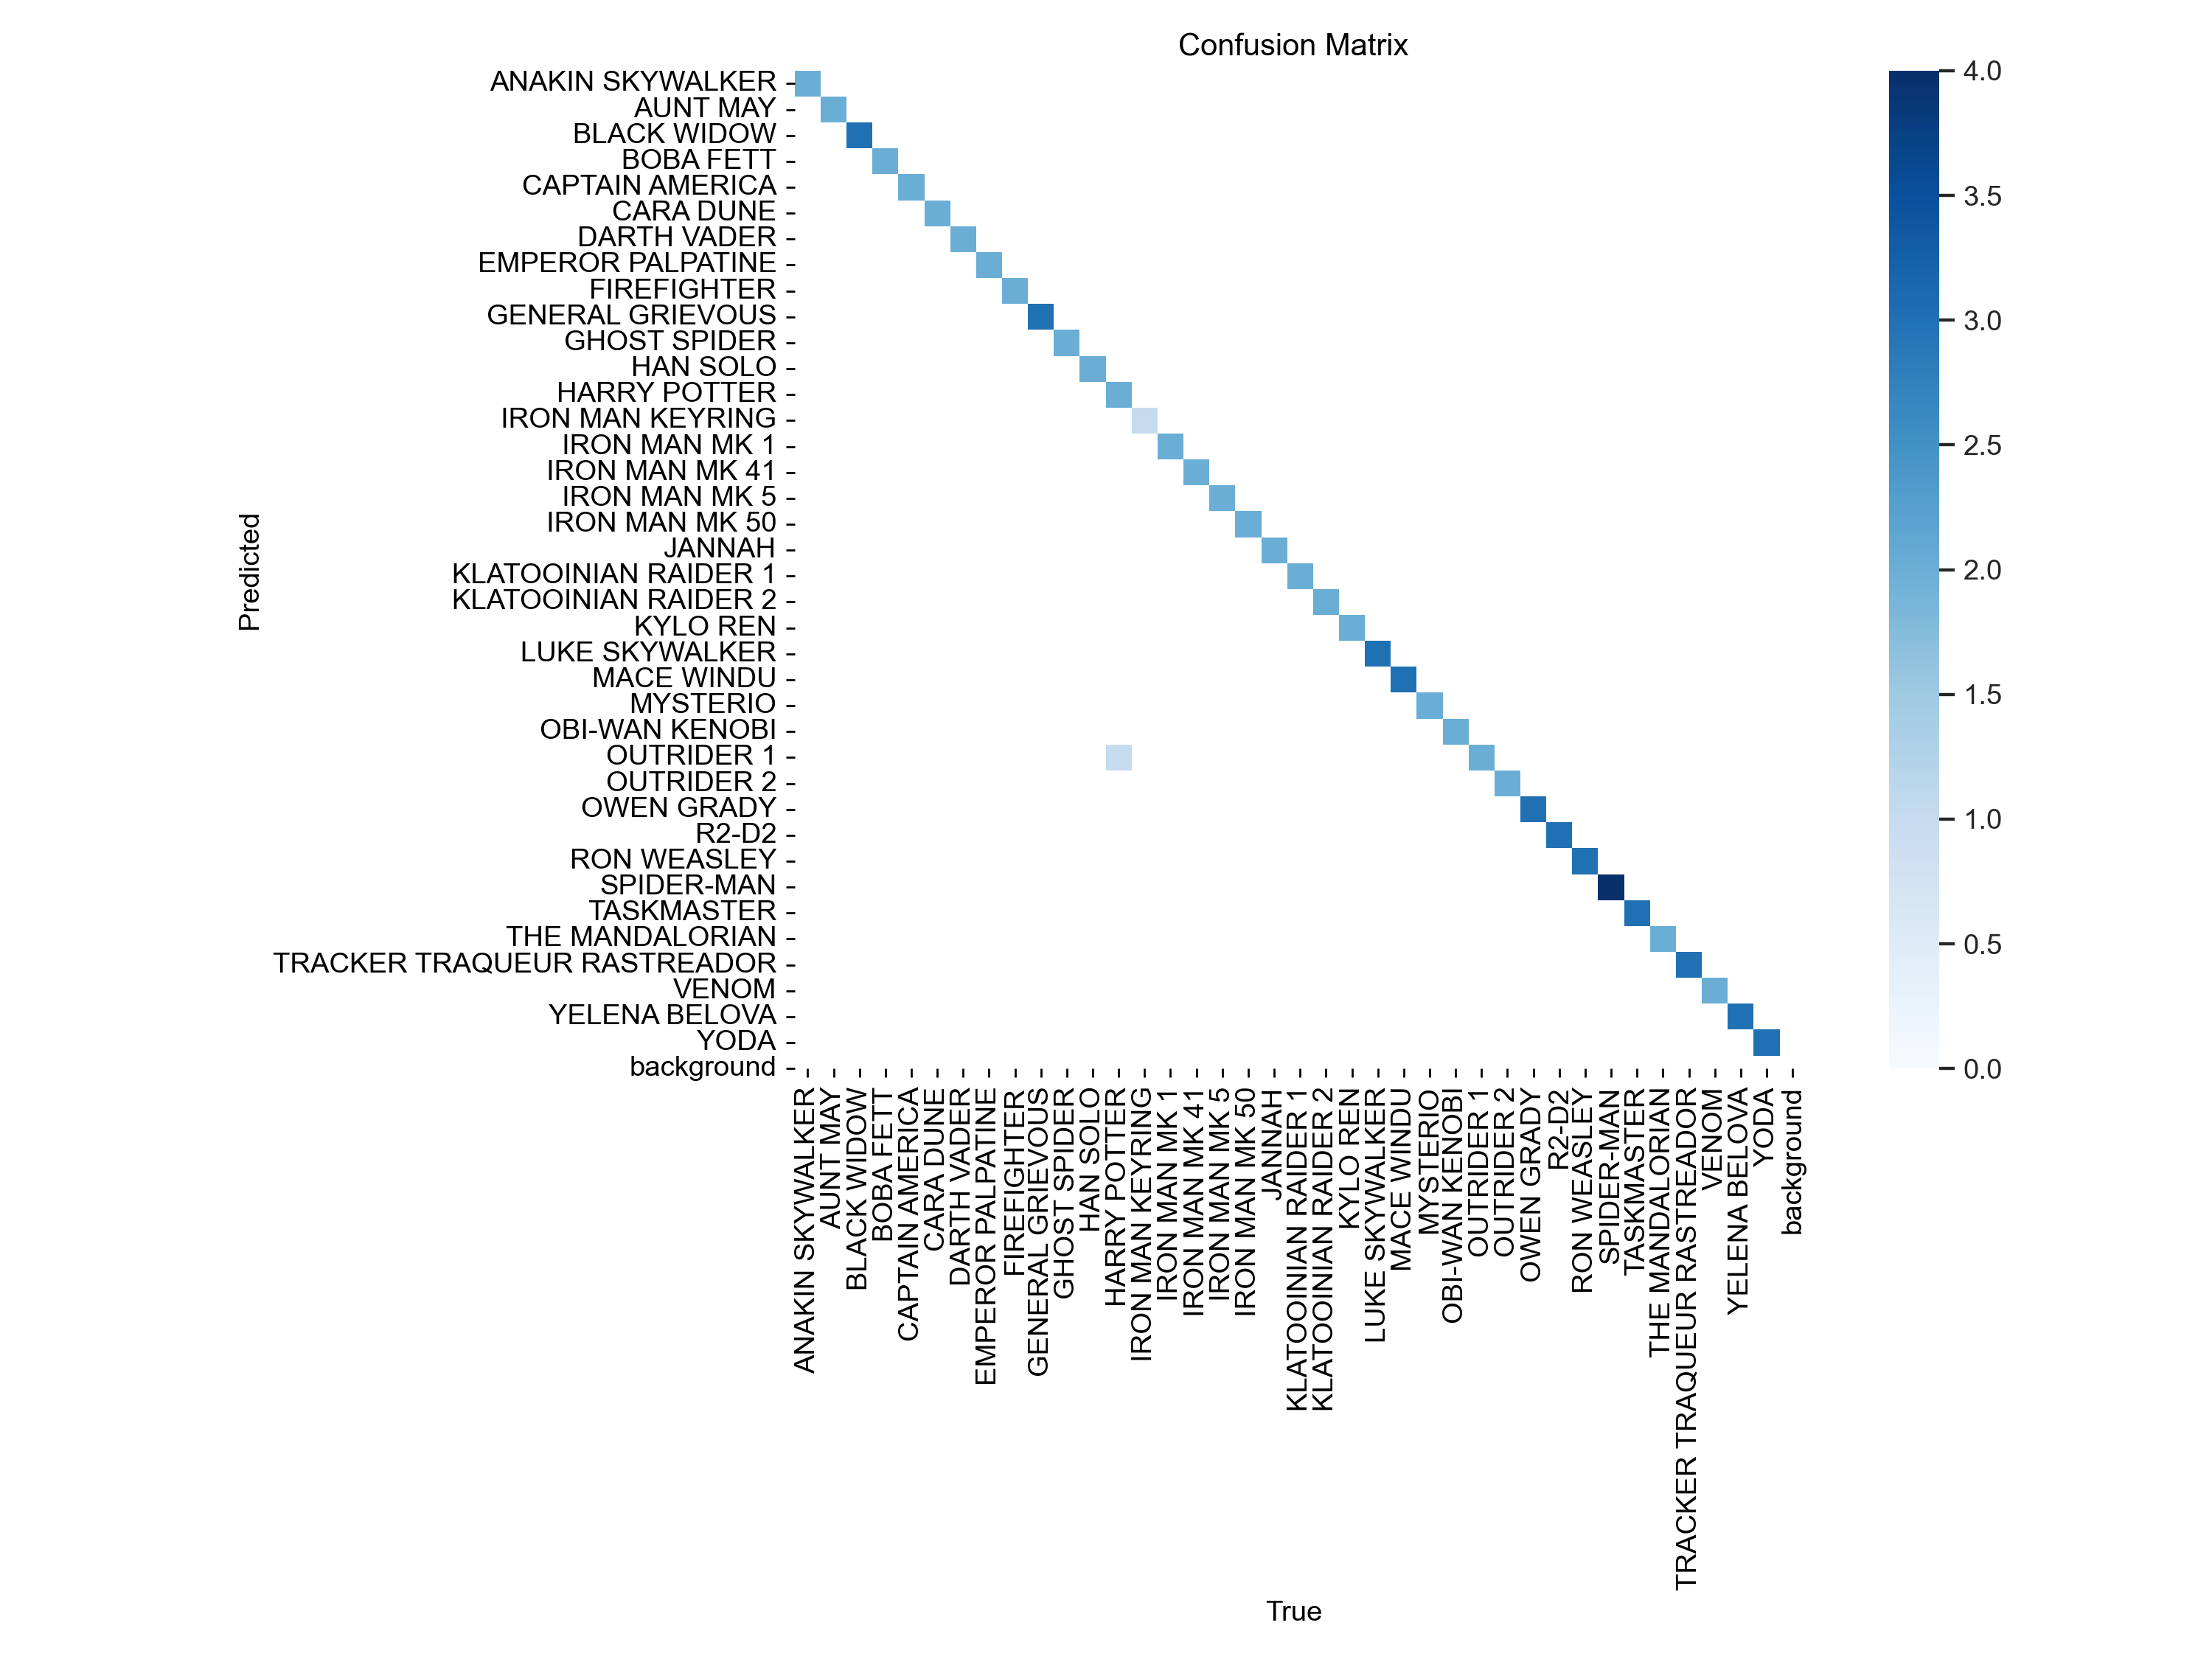 Confusion Matrix
ANAKIN SKYWALKER
AUNT MAY
BLACK WIDOW
BOBA FETT
CAPTAIN AMERICA
CARA DUNE
DARTH VADER
EMPEROR PALPATINE
FIREFIGHTER
GENERAL GRIEVOUS
GHOST SPIDER
HAN SOLO
HARRY POTTER
IRON MAN KEYRING
IRON MAN MK 1
IRON MAN MK 41
IRON MAN MK 5
IRON MAN MK 50
JANNAH
KLATOOINIAN RAIDER 1
KLATOOINIAN RAIDER 2
KYLO REN
LUKE SKYWALKER
MACE WINDU
MYSTERIO
OBI-WAN KENOBI
OUTRIDER 1
OUTRIDER 2
OWEN GRADY
R2-D2
RON WEASLEY
SPIDER-MAN
TASKMASTER
THE MANDALORIAN
TRACKER TRAQUEUR RASTREADOR
VENOM
YELENA BELOVA
YODA
background
Predicted
ANAKIN SKYWALKER
AUNT MAY
BLACK WIDOW
BOBA FETT
CAPTAIN AMERICA
CARA DUNE
DARTH VADER
EMPEROR PALPATINE
FIREFIGHTER
GENERAL GRIEVOUS
GHOST SPIDER
HAN SOLO
HARRY POTTER
IRON MAN KEYRING
IRON MAN MK 1
IRON MAN MK 41
IRON MAN MK 5
IRON MAN MK 50
JANNAH
KLATOOINIAN RAIDER 1
KLATOOINIAN RAIDER 2
KYLO REN
LUKE SKYWALKER
MACE WINDU
MYSTERIO
OBI-WAN KENOBI
OUTRIDER 1
OUTRIDER 2
OWEN GRADY
R2-D2
RON WEASLEY
SPIDER-MAN
TASKMASTER
THE MANDALORIAN
TRACKER TRAQUEUR RASTREADOR
VENOM
YELENA BELOVA
YODA
background
True
4.0
3.5
3.0
2.5
2.0
1.5
1.0
0.5
0.0